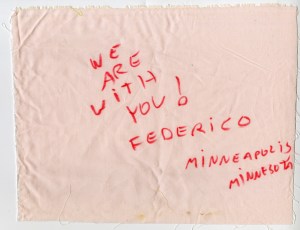 WE
ARE
WITH
YOU!
FEDERICO
MINNEAPOLIS
MINNESOTA